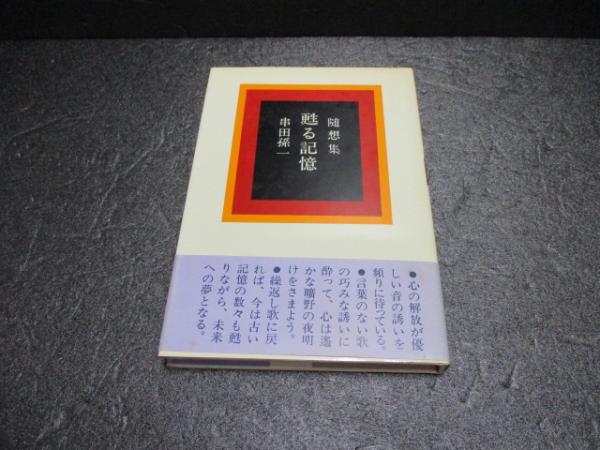 随想集
甦る記憶
串田孫一
●心の解放が優
しい音の誘いを
頻りに待っている。
●言葉のない歌
の巧みな誘いに
酔って、心は遙
かな曠野の夜明
けをさまよう。
●繰返し歌に戻
れば、今は古い
記憶の数々も甦
りながら、未来
への夢となる。